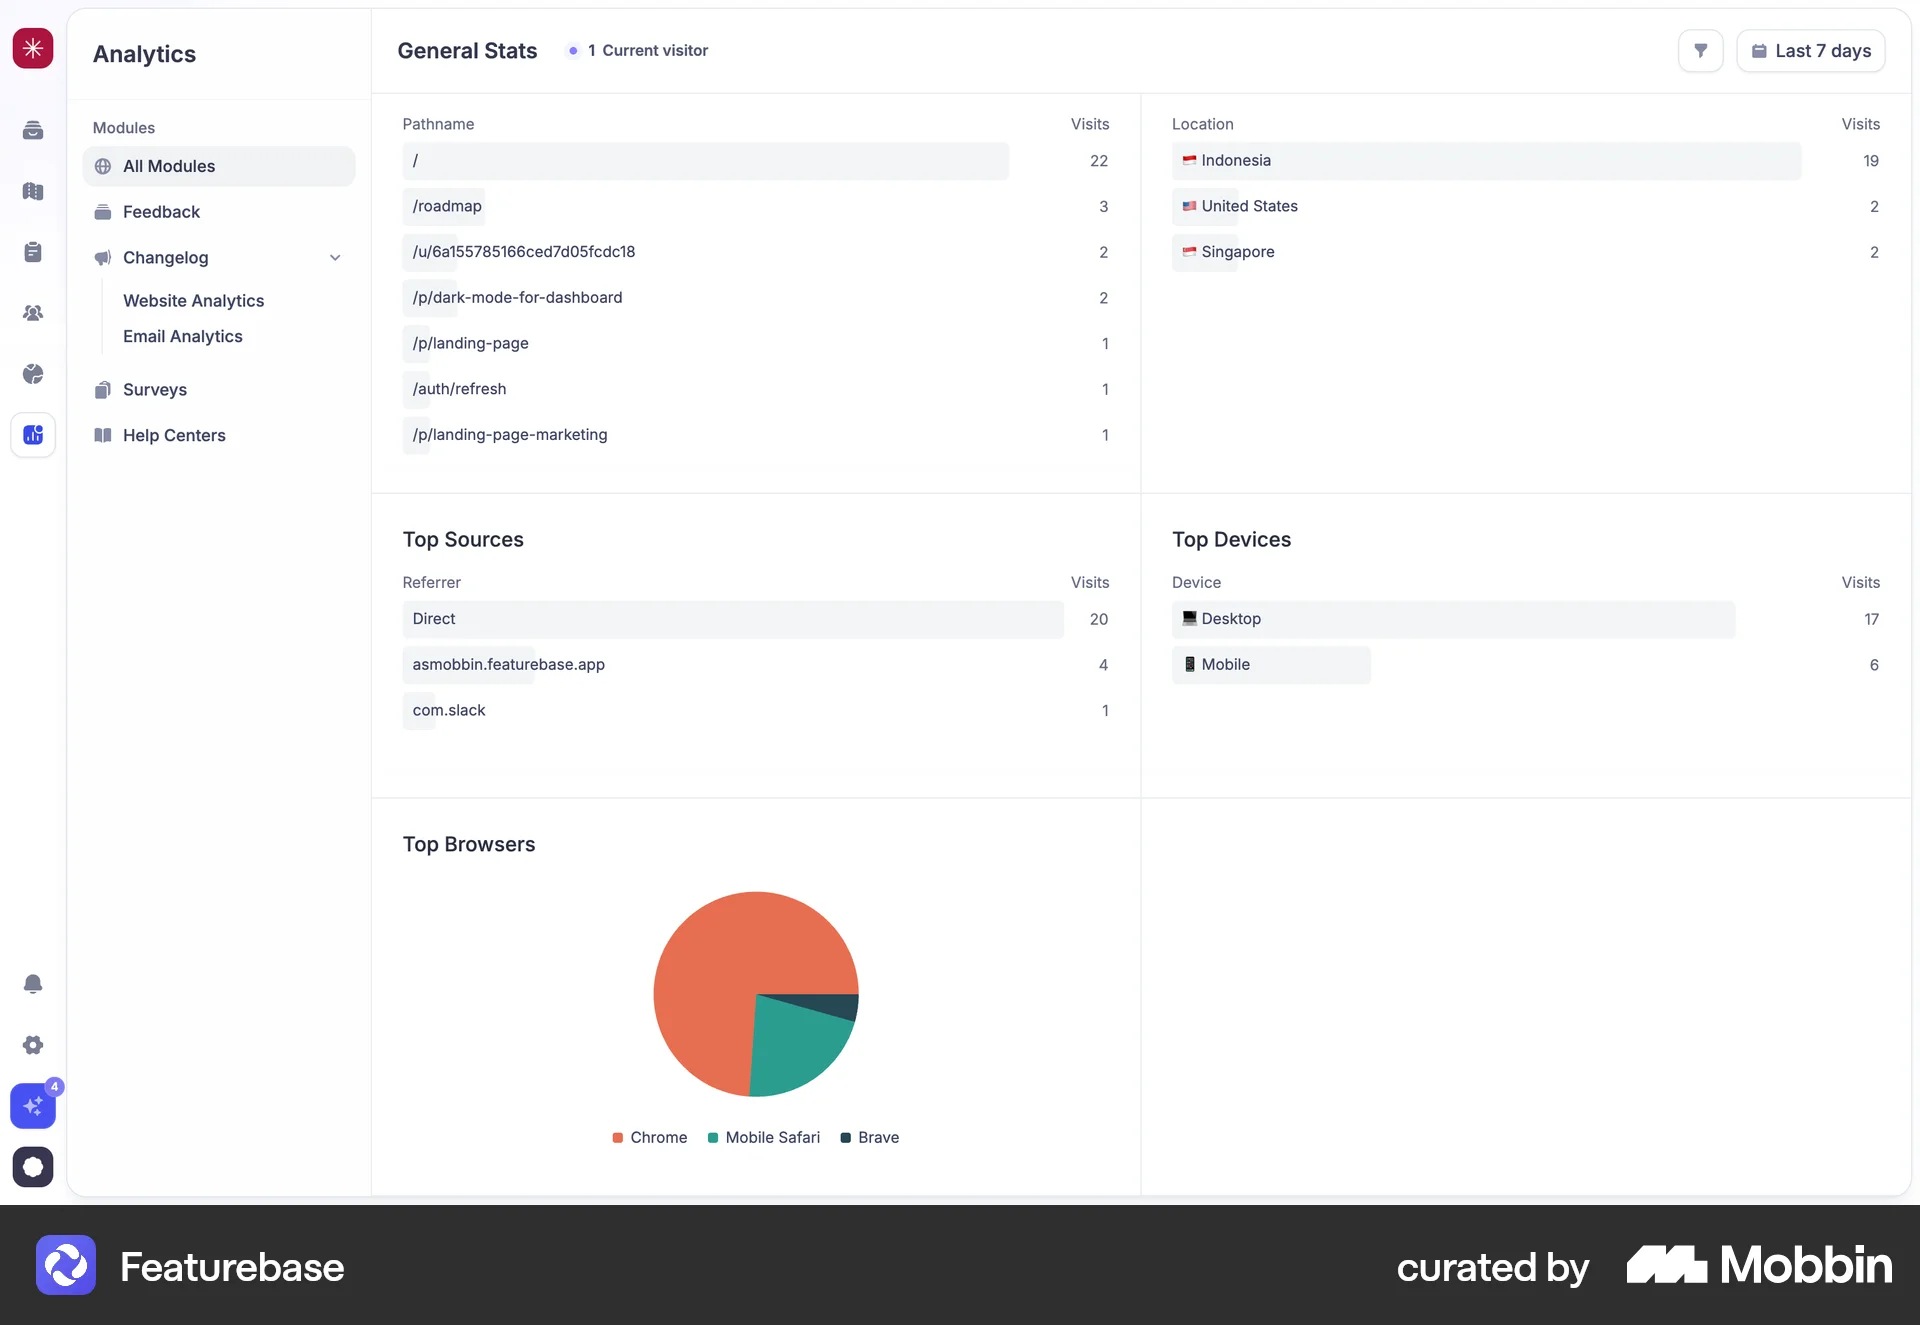 Analytics
Modules
All Modules
Feedback
Changelog
Website Analytics
Email Analytics
Surveys
Help Centers
4
General Stats
1 Current visitor
Last 7 days
Pathname Visits
/ 22
/roadmap 3
/u/6a155785166ced7d05fcdc18 2
/p/dark-mode-for-dashboard 2
/p/landing-page 1
/auth/refresh 1
/p/landing-page-marketing 1
Location Visits
Indonesia 19
United States 2
Singapore 2
Top Sources
Referrer Visits
Direct 20
asmobbin.featurebase.app 4
com.slack 1
Top Devices
Device Visits
Desktop 17
Mobile 6
Top Browsers
Chrome Mobile Safari Brave
Featurebase
curated by Mobbin